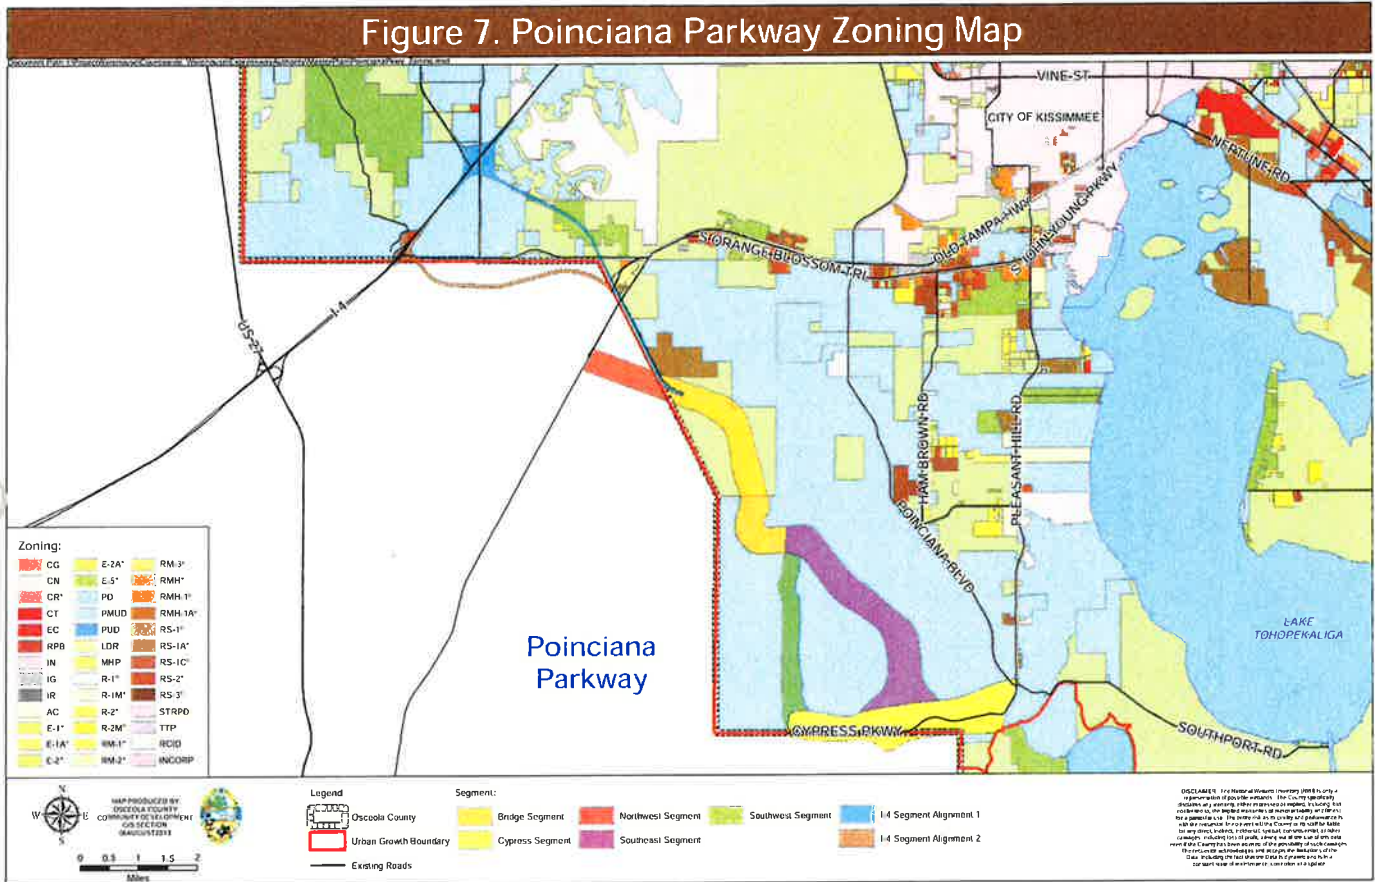 Figure 7. Poinciana Parkway Zoning Map
VINE-ST
CITY OF KISSIMMEE
NEPTUNE-RD
OLD-TAMPA-HWY
S-JOHN-YOUNG-PKWY
S-ORANGE-BLOSSOM-TRL
I-4
HAM-BROWN-RD
PLEASANT-HILL-RD
POINCIANA-BLVD
LAKE
TOHOPEKALIGA
Poinciana
Parkway
CYPRESS-PKWY
SOUTHPORT-RD
Zoning:
CG
CN
CR*
CT
EC
RPB
IN
IG
IR
AC
E-1*
E-1A*
E-2*
E-2A*
E-5*
PD
PMUD
PUD
LDR
MHP
R-1*
R-1M*
R-2*
R-2M*
RM-1*
RM-2*
RM-3*
RMH*
RMH-1*
RMH-1A*
RS-1*
RS-1A*
RS-1C*
RS-2*
RS-3*
STRPD
TTP
RCID
INCORP
N
W
E
S
MAP PRODUCED BY
OSCEOLA COUNTY
COMMUNITY DEVELOPMENT
GIS SECTION
0 0.5 1 1.5 2
Miles
Legend
Osceola County
Urban Growth Boundary
Existing Roads
Segment:
Bridge Segment
Cypress Segment
Northwest Segment
Southeast Segment
Southwest Segment
I-4 Segment Alignment 1
I-4 Segment Alignment 2